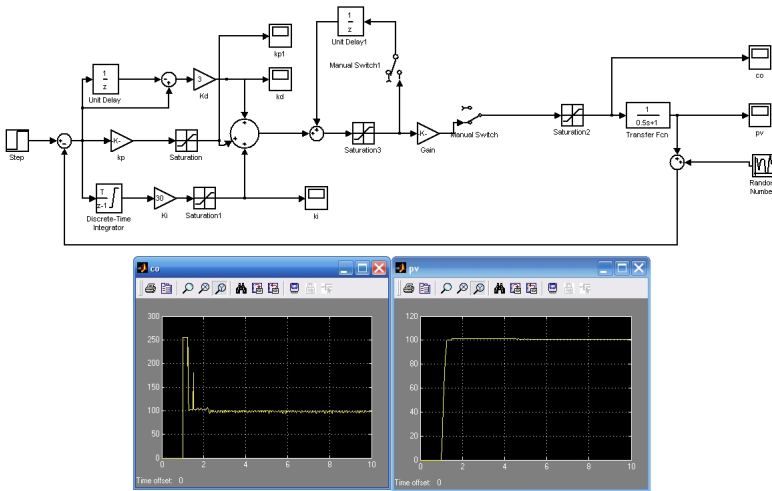 kp1
1
z
Unit Delay1
Manual Switch1
co
1
z
Unit Delay
3
Kd
kd
Step
-K-
kp
Saturation
Saturation3
-K-
Gain
Manual Switch
Saturation2
1
0.5s+1
Transfer Fcn
pv
T
z-1
Discrete-Time
Integrator
30
Ki
Saturation1
ki
Random
Number
co
300
250
200
150
100
50
0
0 2 4 6 8 10
Time offset: 0
pv
120
100
80
60
40
20
0
0 2 4 6 8 10
Time offset: 0